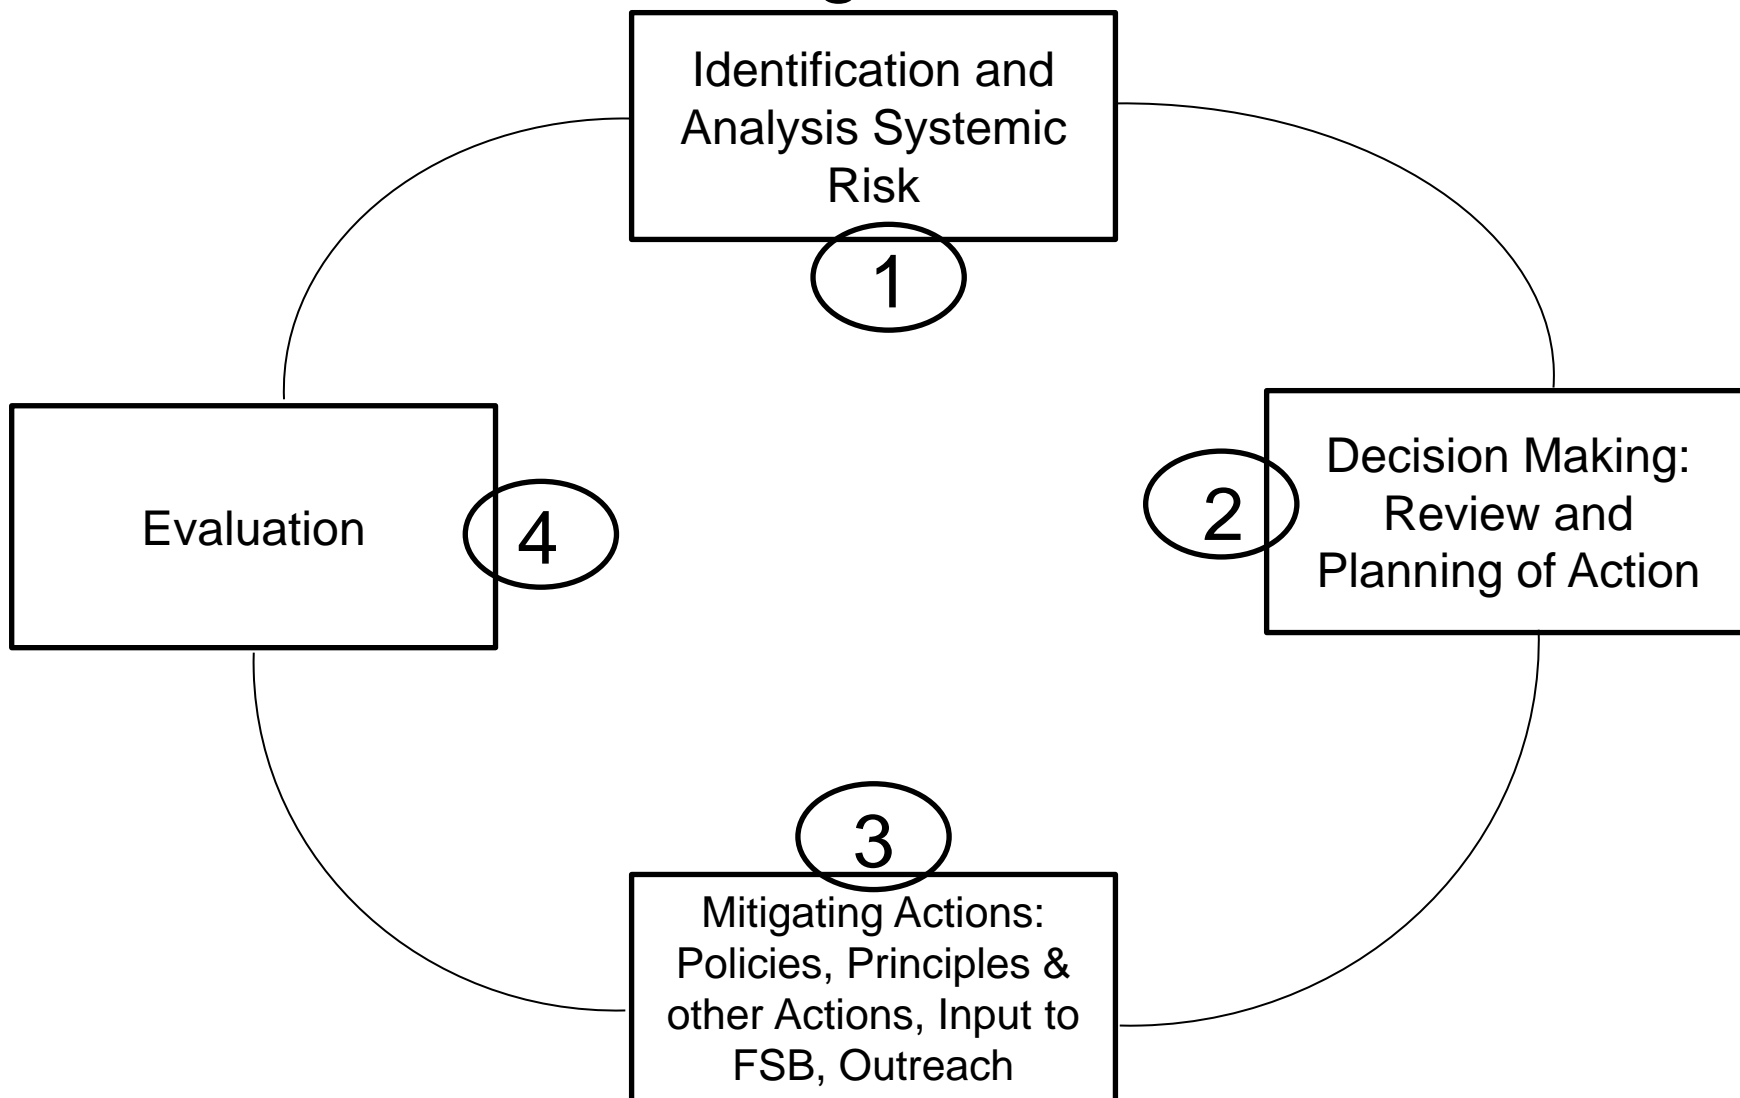 Identification and
Analysis Systemic
Risk
1
Decision Making:
Review and
Planning of Action
2
Evaluation
4
3
Mitigating Actions:
Policies, Principles &
other Actions, Input to
FSB, Outreach